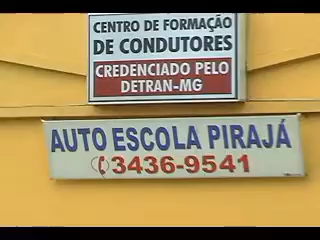 CENTRO DE FORMAÇÃO
DE CONDUTORES
CREDENCIADO PELO
DETRAN-MG
AUTO ESCOLA PIRAJÁ
3436-9541